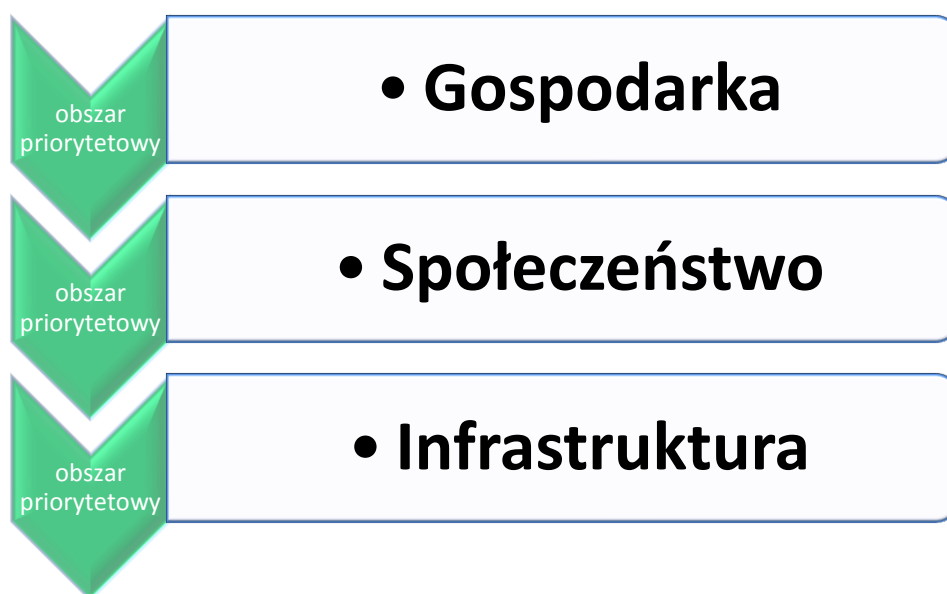 obszar
priorytetowy
• Gospodarka
obszar
priorytetowy
• Społeczeństwo
obszar
priorytetowy
• Infrastruktura